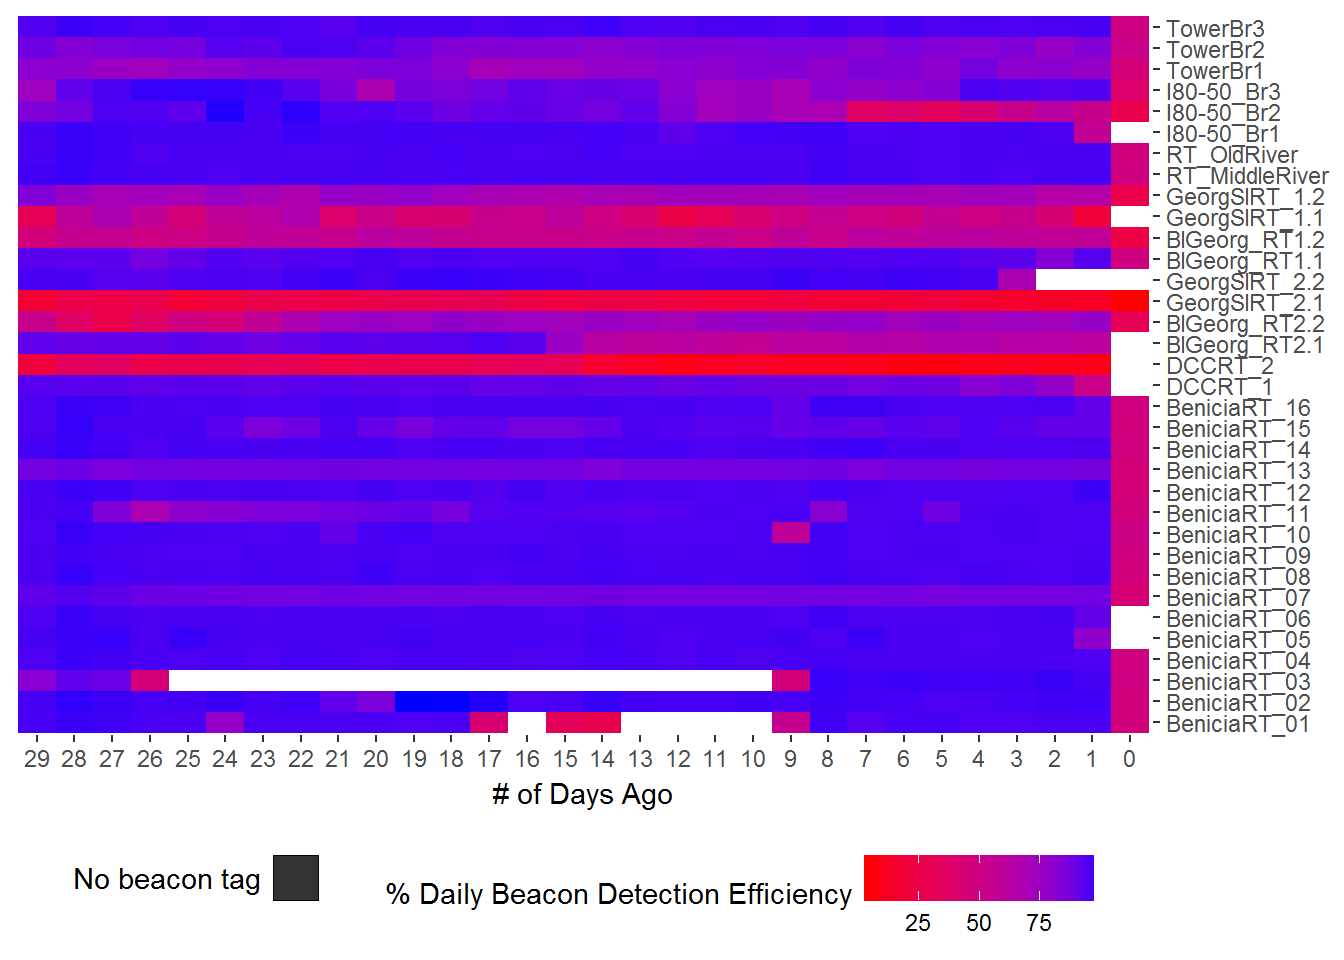 TowerBr3
TowerBr2
TowerBr1
I80-50_Br3
I80-50_Br2
I80-50_Br1
RT_OldRiver
RT_MiddleRiver
GeorgSlRT_1.2
GeorgSlRT_1.1
BlGeorg_RT1.2
BlGeorg_RT1.1
GeorgSlRT_2.2
GeorgSlRT_2.1
BlGeorg_RT2.2
BlGeorg_RT2.1
DCCRT_2
DCCRT_1
BeniciaRT_16
BeniciaRT_15
BeniciaRT_14
BeniciaRT_13
BeniciaRT_12
BeniciaRT_11
BeniciaRT_10
BeniciaRT_09
BeniciaRT_08
BeniciaRT_07
BeniciaRT_06
BeniciaRT_05
BeniciaRT_04
BeniciaRT_03
BeniciaRT_02
BeniciaRT_01
29 28 27 26 25 24 23 22 21 20 19 18 17 16 15 14 13 12 11 10 9 8 7 6 5 4 3 2 1 0
# of Days Ago
No beacon tag
% Daily Beacon Detection Efficiency
25 50 75